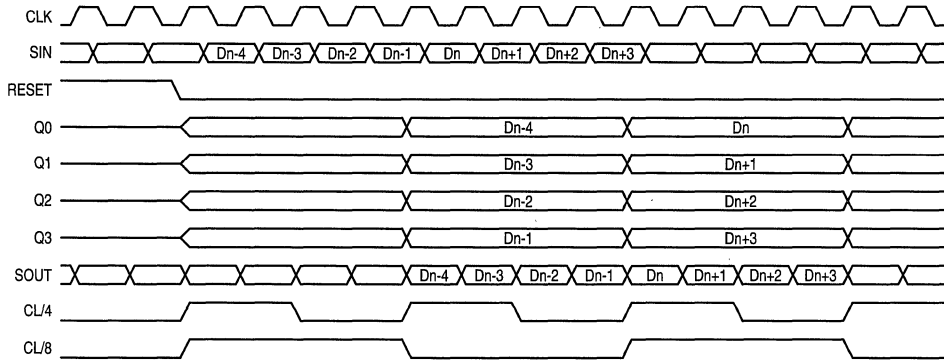 CLK
SIN Dn-4 Dn-3 Dn-2 Dn-1 Dn Dn+1 Dn+2 Dn+3
RESET
Q0 Dn-4 Dn
Q1 Dn-3 Dn+1
Q2 Dn-2 Dn+2
Q3 Dn-1 Dn+3
SOUT Dn-4 Dn-3 Dn-2 Dn-1 Dn Dn+1 Dn+2 Dn+3
CL/4
CL/8